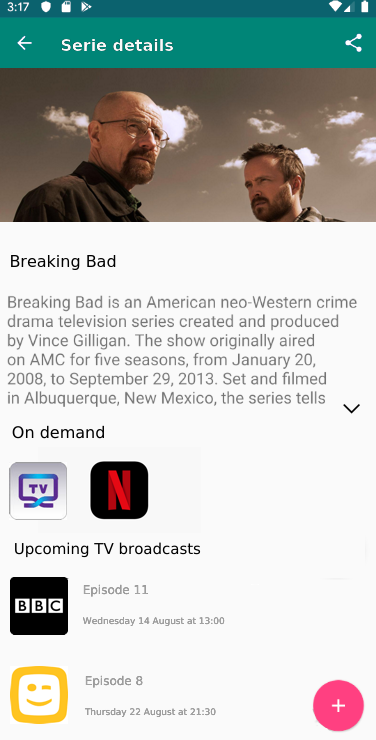 3:17
Serie details
Breaking Bad
Breaking Bad is an American neo-Western crime
drama television series created and produced
by Vince Gilligan. The show originally aired
on AMC for five seasons, from January 20,
2008, to September 29, 2013. Set and filmed
in Albuquerque, New Mexico, the series tells
On demand
TV N
Upcoming TV broadcasts
BBC
Episode 11
Wednesday 14 August at 13:00
Episode 8
Thursday 22 August at 21:30
+